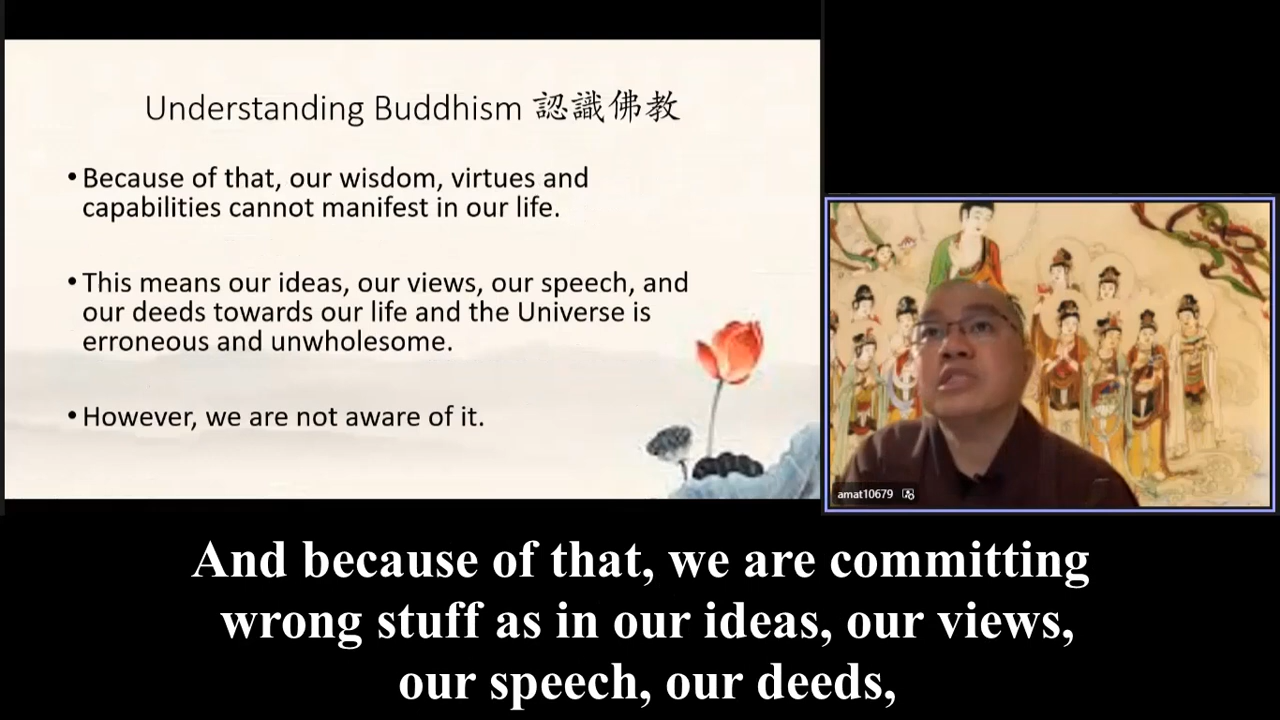 Understanding Buddhism 認識佛教
• Because of that, our wisdom, virtues and
capabilities cannot manifest in our life.
• This means our ideas, our views, our speech, and
our deeds towards our life and the Universe is
erroneous and unwholesome.
• However, we are not aware of it.
amat10679
And because of that, we are committing
wrong stuff as in our ideas, our views,
our speech, our deeds,